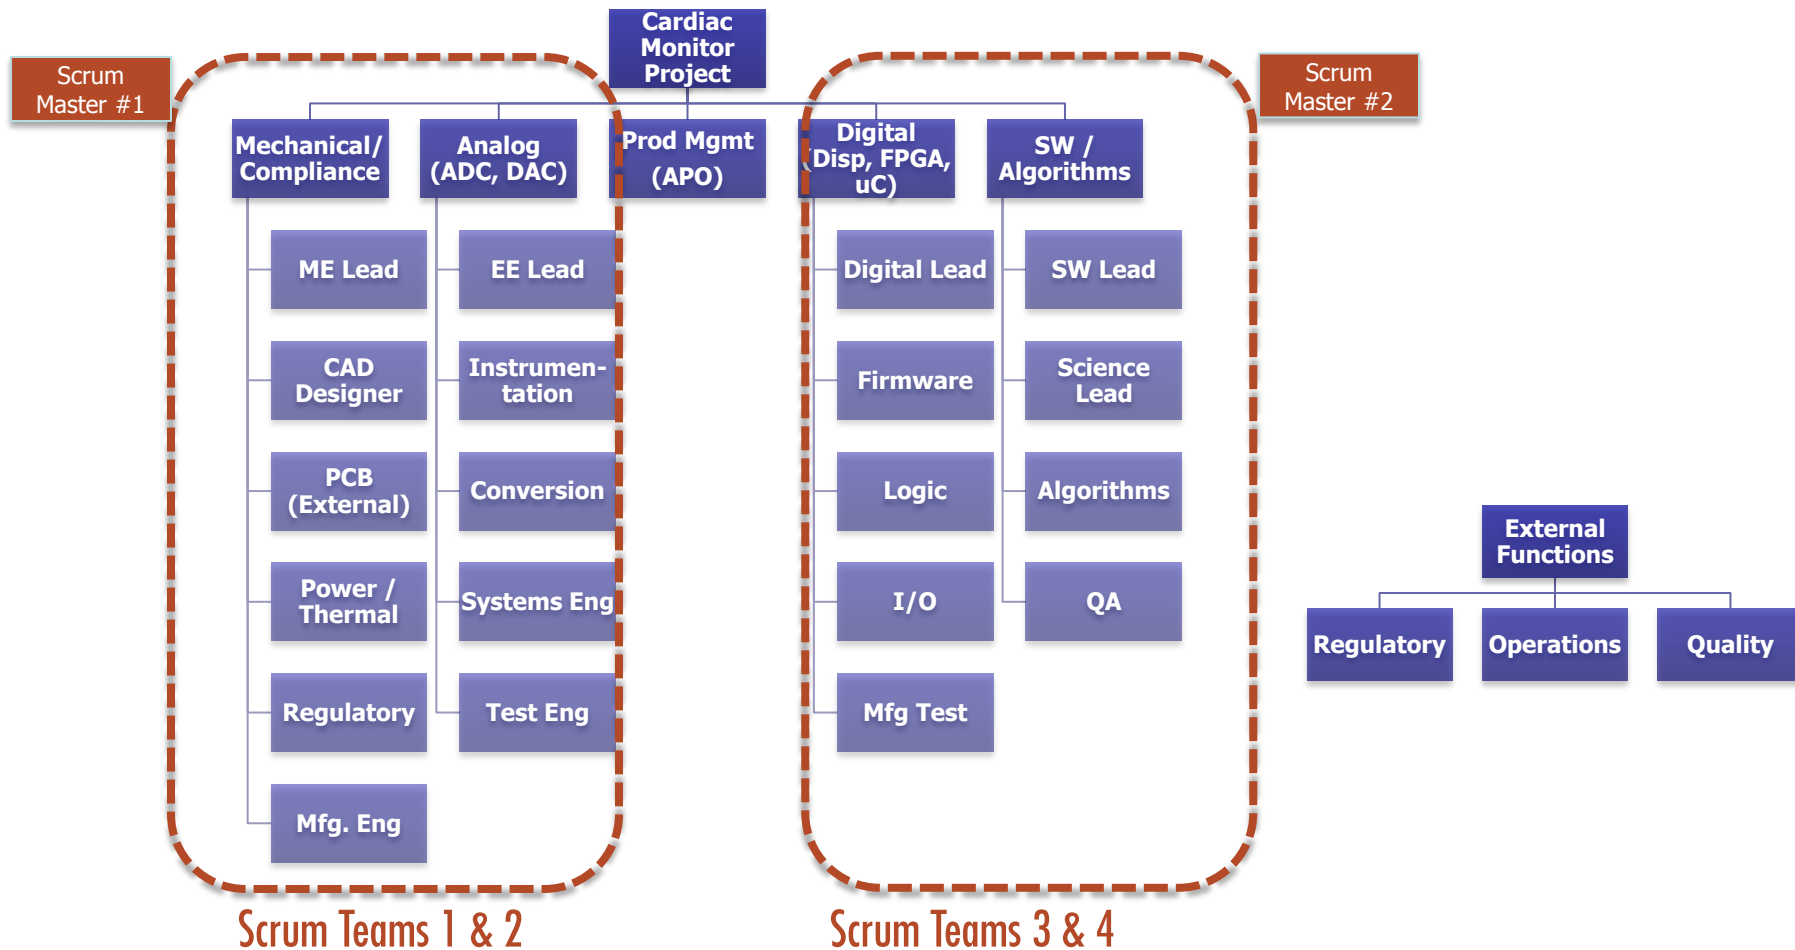 Cardiac
Monitor
Project
Scrum
Master #1
Scrum
Master #2
Mechanical/
Compliance
Analog
(ADC, DAC)
Prod Mgmt
(APO)
Digital
(Disp, FPGA,
uC)
SW /
Algorithms
ME Lead
CAD
Designer
PCB
(External)
Power /
Thermal
Regulatory
Mfg. Eng
EE Lead
Instrumen-
tation
Conversion
Systems Eng
Test Eng
Digital Lead
Firmware
Logic
I/O
Mfg Test
SW Lead
Science
Lead
Algorithms
QA
External
Functions
Regulatory
Operations
Quality
Scrum Teams 1 & 2
Scrum Teams 3 & 4